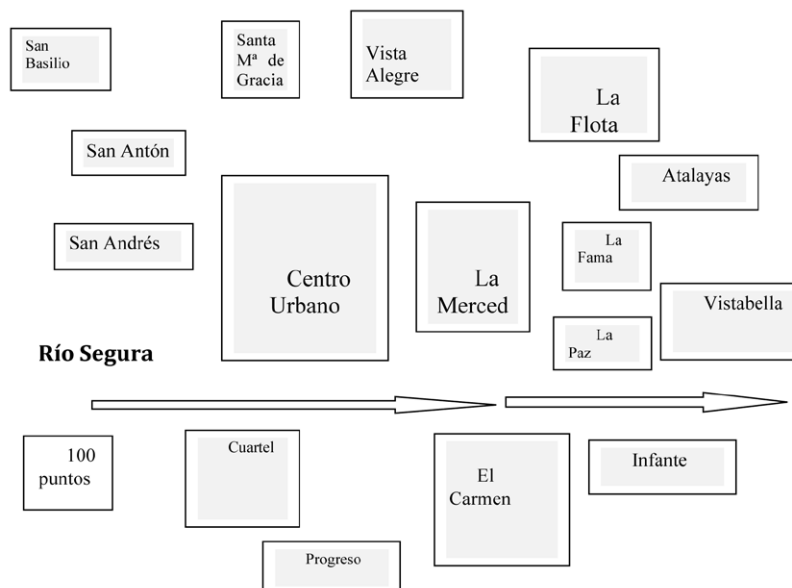 San
Basilio
Santa
Mª de
Gracia
Vista
Alegre
La
Flota
San Antón
Atalayas
San Andrés
Centro
Urbano
La
Merced
La
Fama
Vistabella
La
Paz
Río Segura
100
puntos
Cuartel
El
Carmen
Infante
Progreso